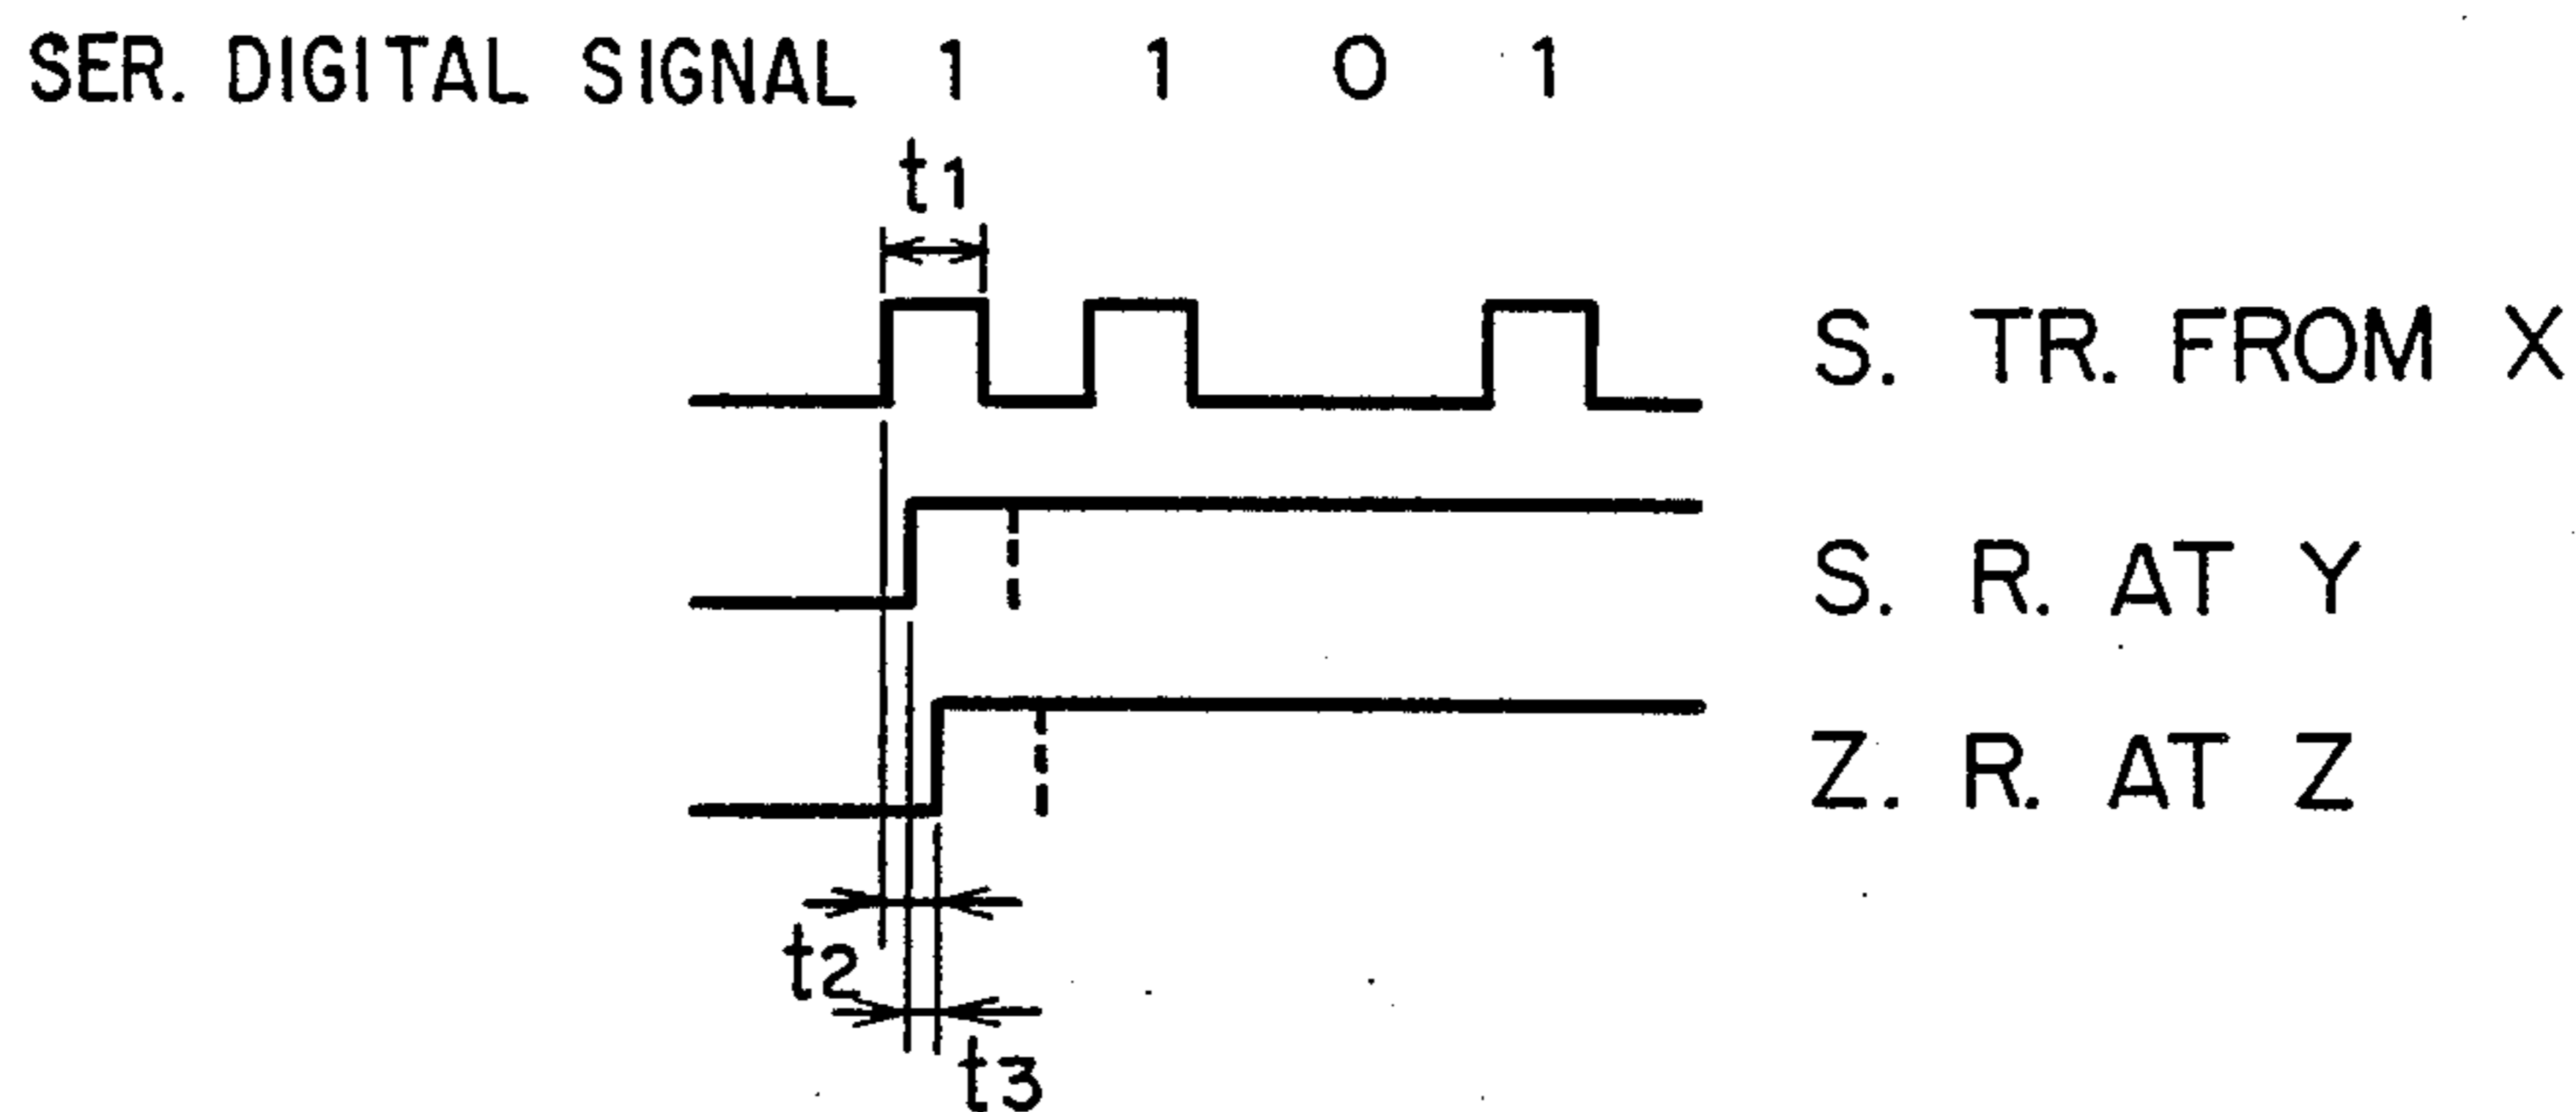 SER. DIGITAL SIGNAL 1 1 0 1
t1
S. TR. FROM X
S. R. AT Y
Z. R. AT Z
t2
t3